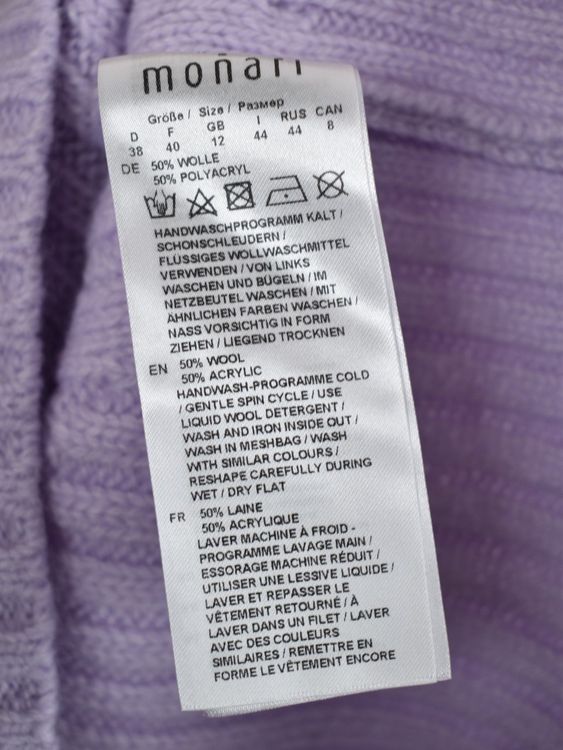 moñari
Größe / Size / Размер
D F GB I RUS CAN
38 40 12 44 44 8
DE 50% WOLLE
50% POLYACRYL
HANDWASCHPROGRAMM KALT /
SCHONSCHLEUDERN /
FLÜSSIGES WOLLWASCHMITTEL
VERWENDEN / VON LINKS
WASCHEN UND BÜGELN / IM
NETZBEUTEL WASCHEN / MIT
ÄHNLICHEN FARBEN WASCHEN /
NASS VORSICHTIG IN FORM
ZIEHEN / LIEGEND TROCKNEN
EN 50% WOOL
50% ACRYLIC
HANDWASH-PROGRAMME COLD
/ GENTLE SPIN CYCLE / USE
LIQUID WOOL DETERGENT /
WASH AND IRON INSIDE OUT /
WASH IN MESHBAG / WASH
WITH SIMILAR COLOURS /
RESHAPE CAREFULLY DURING
WET / DRY FLAT
FR 50% LAINE
50% ACRYLIQUE
LAVER MACHINE À FROID -
PROGRAMME LAVAGE MAIN /
ESSORAGE MACHINE RÉDUIT /
UTILISER UNE LESSIVE LIQUIDE /
LAVER ET REPASSER LE
VÊTEMENT RETOURNÉ / À
LAVER DANS UN FILET / LAVER
AVEC DES COULEURS
SIMILAIRES / REMETTRE EN
FORME LE VÊTEMENT ENCORE